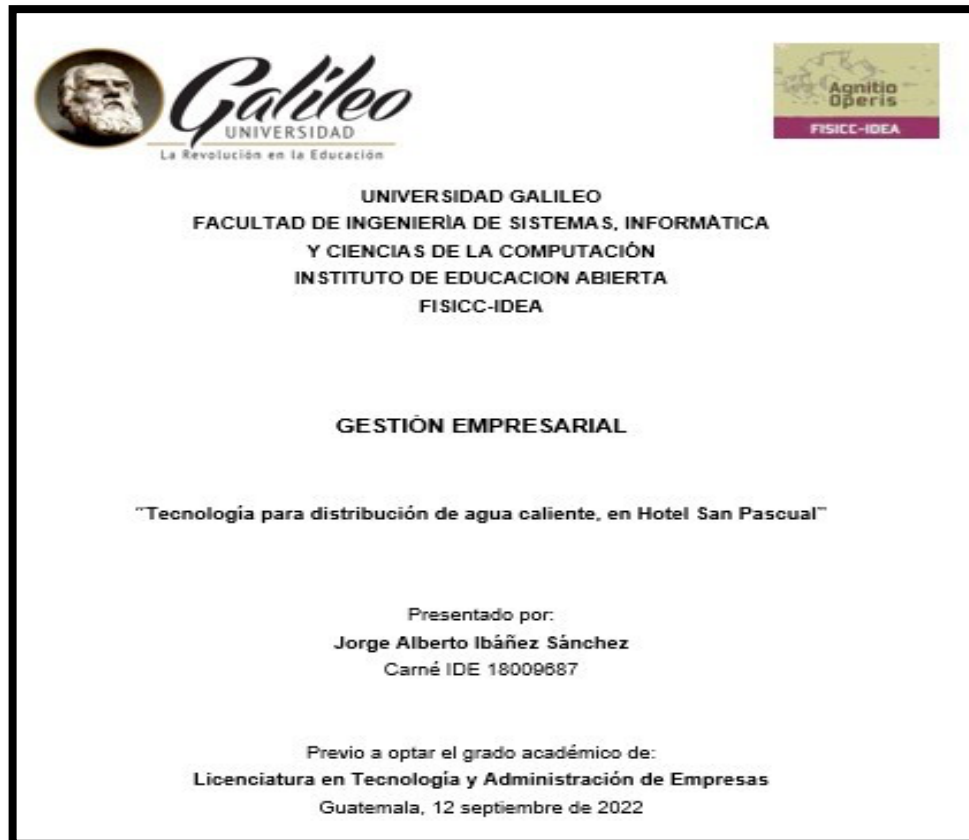 Galileo
UNIVERSIDAD
La Revolución en la Educación
Agnitio
Operis
FISICC-IDEA
UNIVERSIDAD GALILEO
FACULTAD DE INGENIERÌA DE SISTEMAS, INFORMÀTICA
Y CIENCIAS DE LA COMPUTACIÓN
INSTITUTO DE EDUCACION ABIERTA
FISICC-IDEA
GESTIÒN EMPRESARIAL
"Tecnología para distribución de agua caliente, en Hotel San Pascual"
Presentado por:
Jorge Alberto Ibáñez Sánchez
Carné IDE 18009687
Previo a optar el grado académico de:
Licenciatura en Tecnología y Administración de Empresas
Guatemala, 12 septiembre de 2022